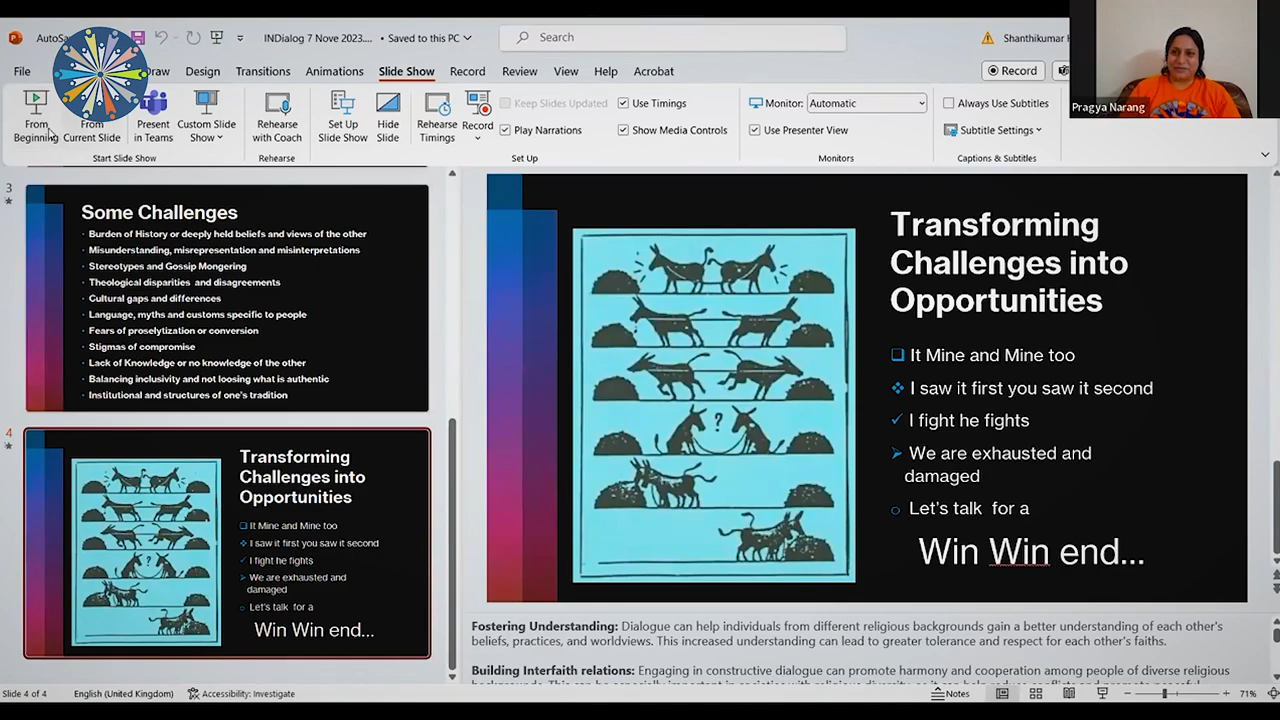 AutoSa
INDialog 7 Nove 2023.... • Saved to this PC
Search
Shanthikumar
File
Draw
Design
Transitions
Animations
Slide Show
Record
Review
View
Help
Acrobat
Record
From Beginning
From Current Slide
Present in Teams
Custom Slide Show
Start Slide Show
Rehearse with Coach
Rehearse
Set Up Slide Show
Hide Slide
Rehearse Timings
Record
Keep Slides Updated
Play Narrations
Use Timings
Show Media Controls
Set Up
Monitor:
Automatic
Use Presenter View
Monitors
Always Use Subtitles
Subtitle Settings
Captions & Subtitles
Pragya Narang
3
Some Challenges
· Burden of History or deeply held beliefs and views of the other
· Misunderstanding, misrepresentation and misinterpretations
· Stereotypes and Gossip Mongering
· Theological disparities and disagreements
· Cultural gaps and differences
· Language, myths and customs specific to people
· Fears of proselytization or conversion
· Stigmas of compromise
· Lack of Knowledge or no knowledge of the other
· Balancing inclusivity and not loosing what is authentic
· Institutional and structures of one's tradition
4
Transforming
Challenges into
Opportunities
❑ It Mine and Mine too
❖ I saw it first you saw it second
✓ I fight he fights
➢ We are exhausted and
damaged
○ Let's talk for a
Win Win end...
?
Transforming
Challenges into
Opportunities
❑ It Mine and Mine too
❖ I saw it first you saw it second
✓ I fight he fights
➢ We are exhausted and
damaged
○ Let's talk for a
Win Win end...
?
Fostering Understanding: Dialogue can help individuals from different religious backgrounds gain a better understanding of each other's
beliefs, practices, and worldviews. This increased understanding can lead to greater tolerance and respect for each other's faiths.
Building Interfaith relations: Engaging in constructive dialogue can promote harmony and cooperation among people of diverse religious
Slide 4 of 4
English (United Kingdom)
Accessibility: Investigate
Notes
71%